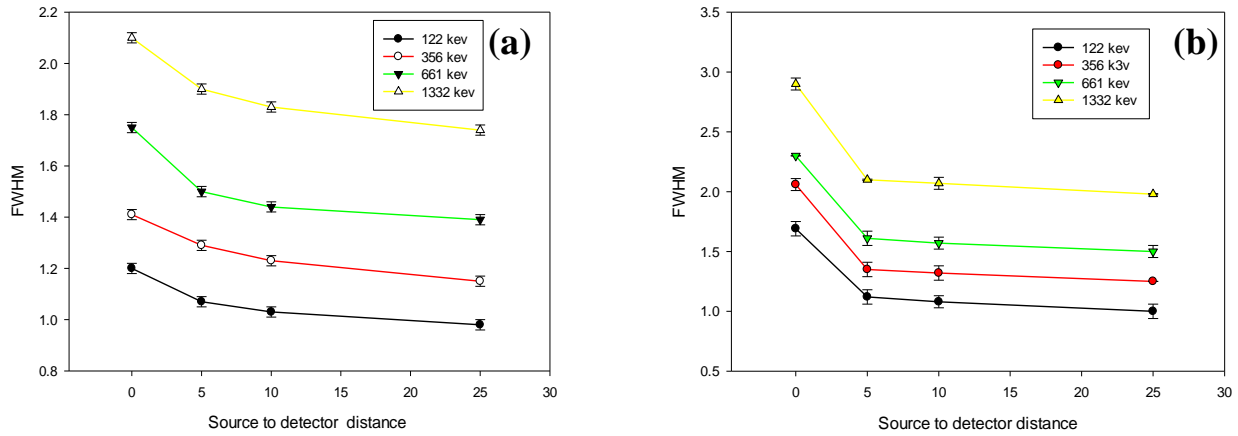 (a)
2.2
2.0
1.8
1.6
1.4
1.2
1.0
0.8
FWHM
122 kev
356 kev
661 kev
1332 kev
0 5 10 15 20 25 30
Source to detector distance
(b)
3.5
3.0
2.5
2.0
1.5
1.0
0.5
FWHM
122 kev
356 k3v
661 kev
1332 kev
0 5 10 15 20 25 30
Source to detector distance